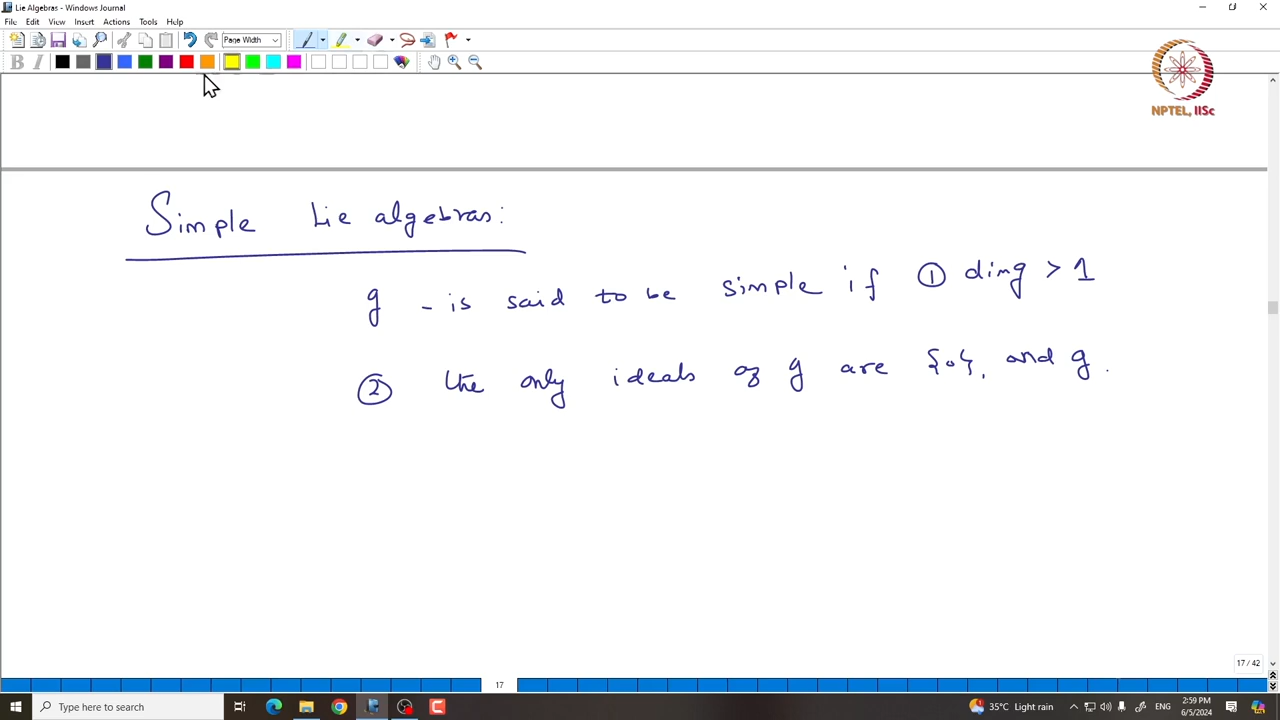 Lie Algebras - Windows Journal
File Edit View Insert Actions Tools Help
Page Width
B I
NPTEL, IISc
Simple Lie algebras:
g - is said to be simple if ① dim g > 1
② the only ideals of g are {0}, and g.
17 / 42
17
Type here to search
35°C Light rain
2:59 PM
6/5/2024